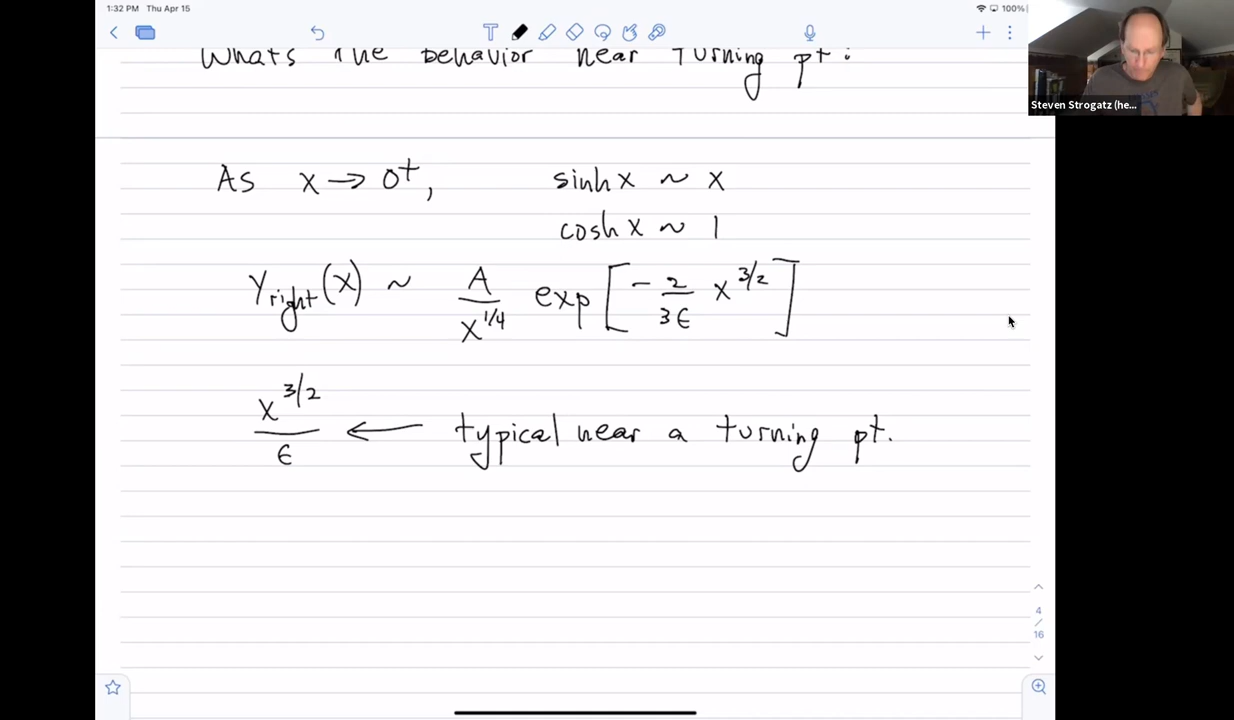 1:32 PM Thu Apr 15
100%
Steven Strogatz (he...
Whats the behavior near turning pt:
As x → 0⁺, sinh x ~ x
cosh x ~ 1
y_right(x) ~ A/x^{1/4} exp[-2/(3ϵ) x^{3/2}]
x^{3/2}/ϵ ← typical near a turning pt.
4
/
16